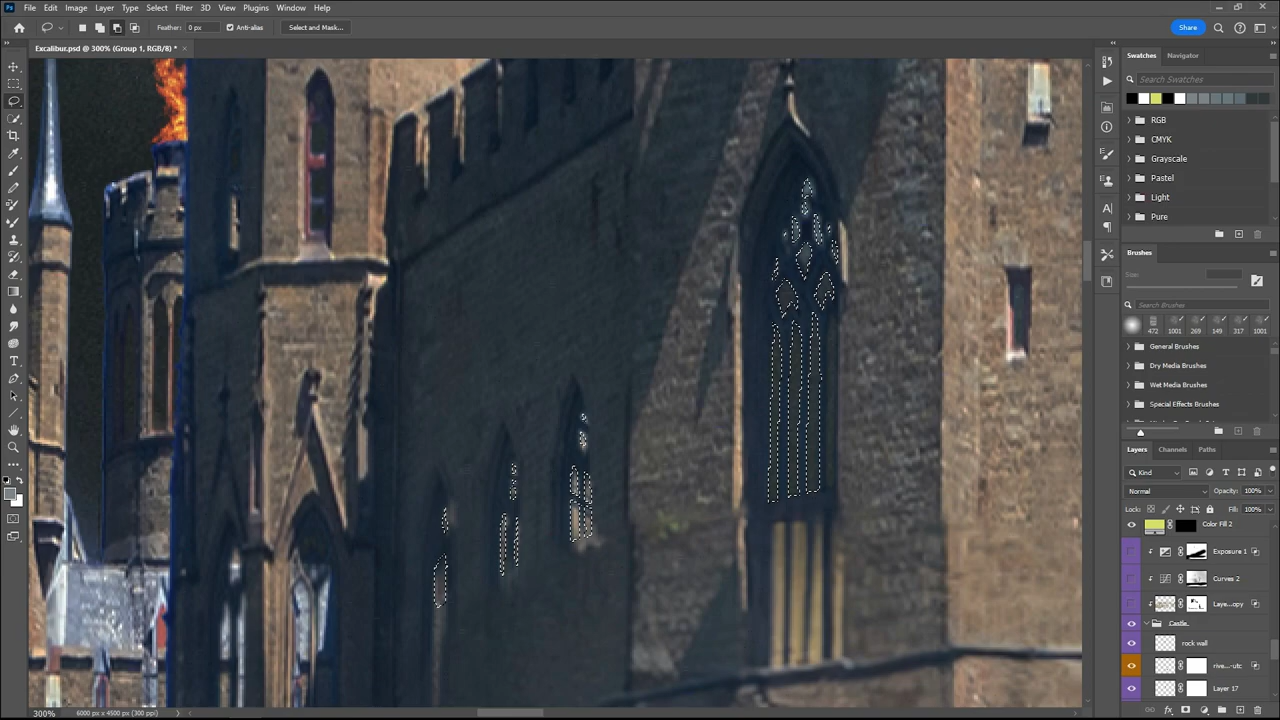 Ps File Edit Image Layer Type Select Filter 3D View Plugins Window Help
Feather: 0 px Anti-alias Select and Mask... Share
Excalibur.psd @ 300% (Group 1, RGB/8) * ×
Swatches Navigator
Search Swatches
RGB
CMYK
Grayscale
Pastel
Light
Pure
Brushes
Size:
Search Brushes
472 1001 269 149 317 1001
General Brushes
Dry Media Brushes
Wet Media Brushes
Special Effects Brushes
Layers Channels Paths
Kind
Normal Opacity: 100%
Lock: Fill: 100%
Color Fill 2
Exposure 1
Curves 2
Laye...opy
Castle
rock wall
rive...-utc
Layer 17
300% 6000 px x 4500 px (300 ppi)